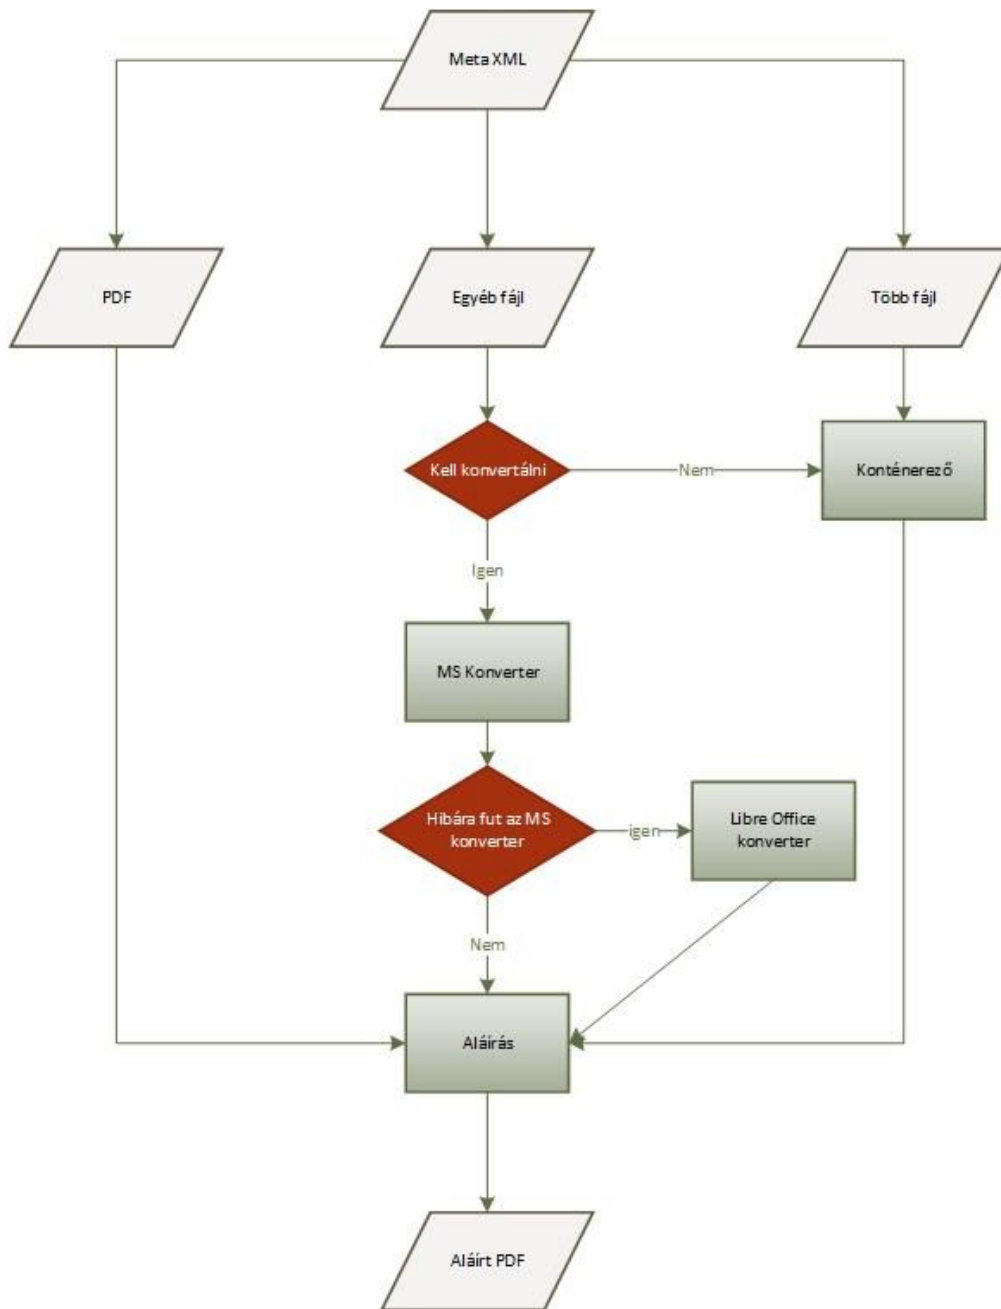 Meta XML
PDF
Egyéb fájl
Több fájl
Kell konvertálni
Nem
Konténerező
Igen
MS Konverter
Hibára fut az MS
konverter
igen
Libre Office
konverter
Nem
Aláírás
Aláírt PDF